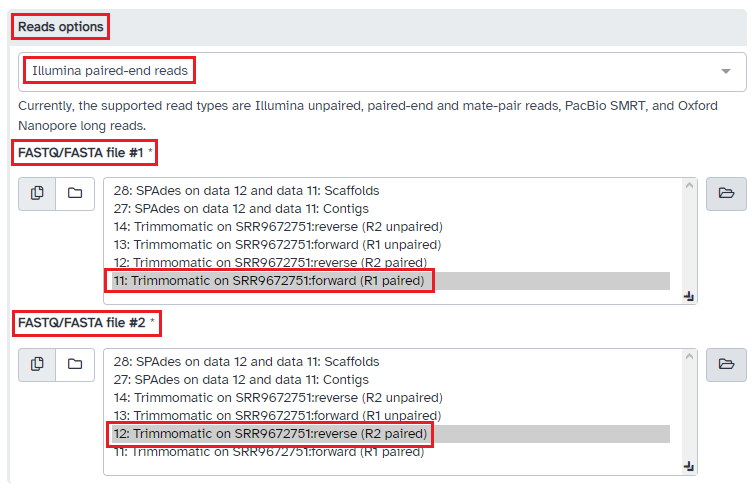 Reads options
Illumina paired-end reads
Currently, the supported read types are Illumina unpaired, paired-end and mate-pair reads, PacBio SMRT, and Oxford
Nanopore long reads.
FASTQ/FASTA file #1 *
28: SPAdes on data 12 and data 11: Scaffolds
27: SPAdes on data 12 and data 11: Contigs
14: Trimmomatic on SRR9672751:reverse (R2 unpaired)
13: Trimmomatic on SRR9672751:forward (R1 unpaired)
12: Trimmomatic on SRR9672751:reverse (R2 paired)
11: Trimmomatic on SRR9672751:forward (R1 paired)
FASTQ/FASTA file #2 *
28: SPAdes on data 12 and data 11: Scaffolds
27: SPAdes on data 12 and data 11: Contigs
14: Trimmomatic on SRR9672751:reverse (R2 unpaired)
13: Trimmomatic on SRR9672751:forward (R1 unpaired)
12: Trimmomatic on SRR9672751:reverse (R2 paired)
11: Trimmomatic on SRR9672751:forward (R1 paired)